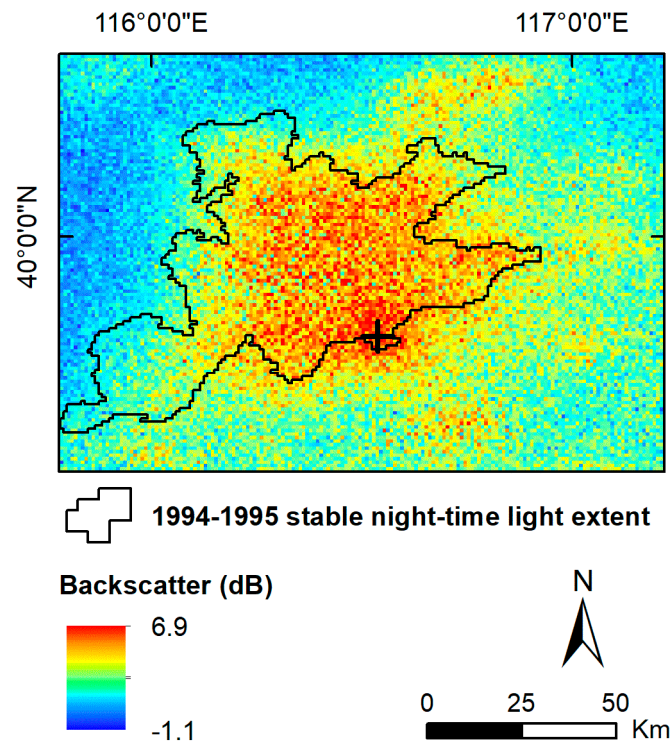 116°0'0"E 117°0'0"E
40°0'0"N
1994-1995 stable night-time light extent
Backscatter (dB)
6.9
-1.1
N
0 25 50
Km